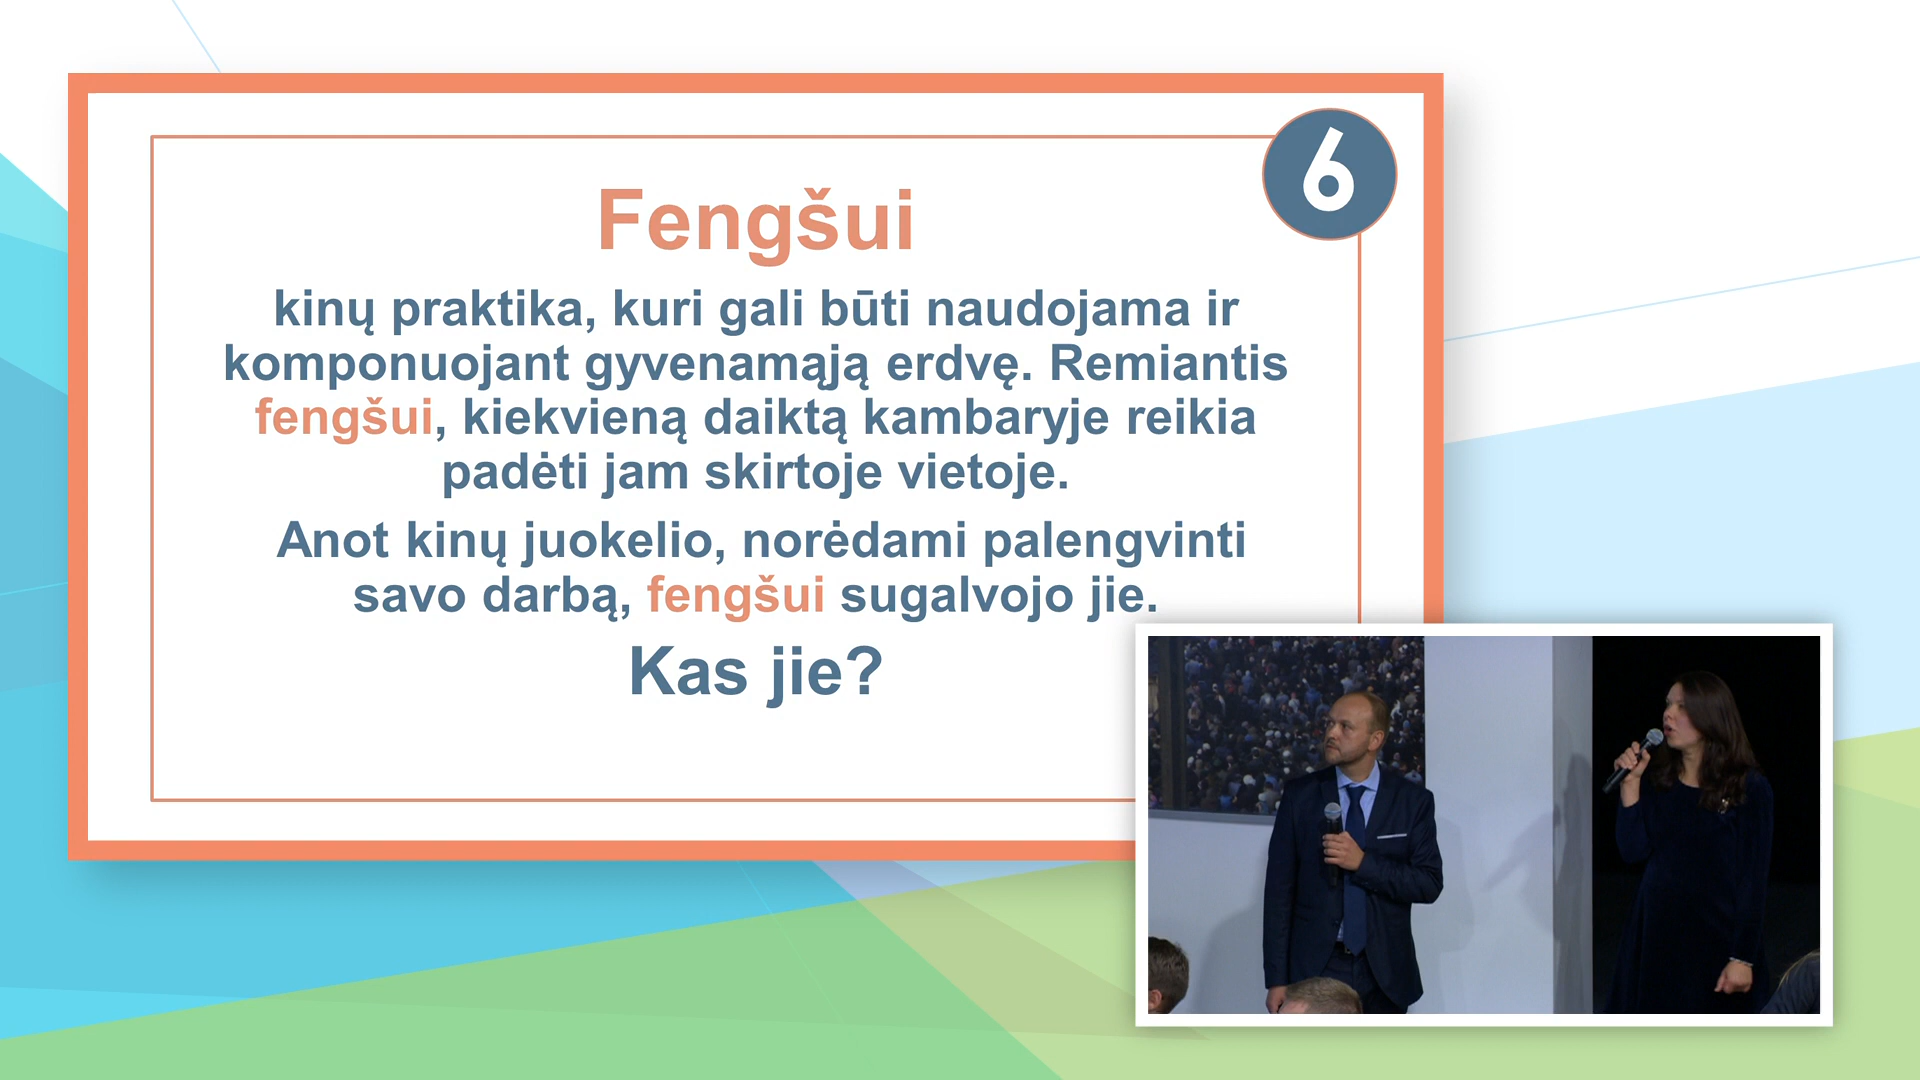 6
Fengšui
kinų praktika, kuri gali būti naudojama ir
komponuojant gyvenamąją erdvę. Remiantis
fengšui, kiekvieną daiktą kambaryje reikia
padėti jam skirtoje vietoje.
Anot kinų juokelio, norėdami palengvinti
savo darbą, fengšui sugalvojo jie.
Kas jie?